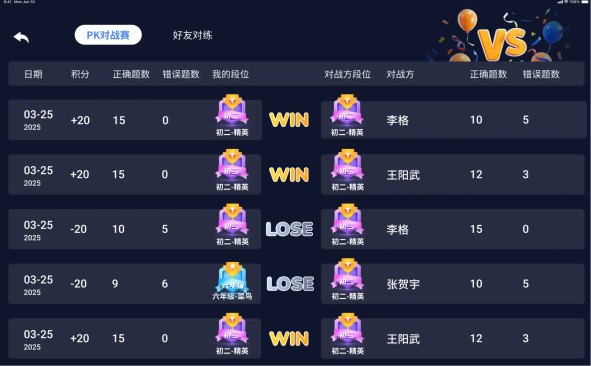 9:41 Mon Jan 10
100%
PK对战赛 好友对练
VS
日期 积分 正确题数 错误题数 我的段位 对战方段位 对战方 正确题数 错误题数
03-25 2025 +20 15 0 初二 初二-精英 WIN 初二 初二-精英 李格 10 5
03-25 2025 +20 15 0 初二 初二-精英 WIN 初二 初二-精英 王阳武 12 3
03-25 2025 -20 10 5 初二 初二-精英 LOSE 初二 初二-精英 李格 15 0
03-25 2025 -20 9 6 六年级 六年级-菜鸟 LOSE 初二 初二-精英 张贺宇 10 5
03-25 2025 +20 15 0 初二 初二-精英 WIN 初二 初二-精英 王阳武 12 3